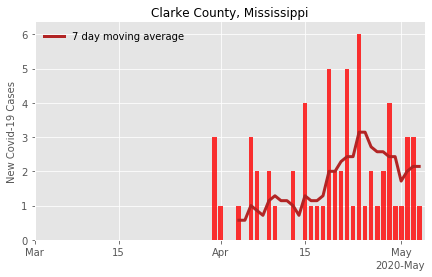 Clarke County, Mississippi
7 day moving average
New Covid-19 Cases
6
5
4
3
2
1
0
Mar 15 Apr 15 May
2020-May